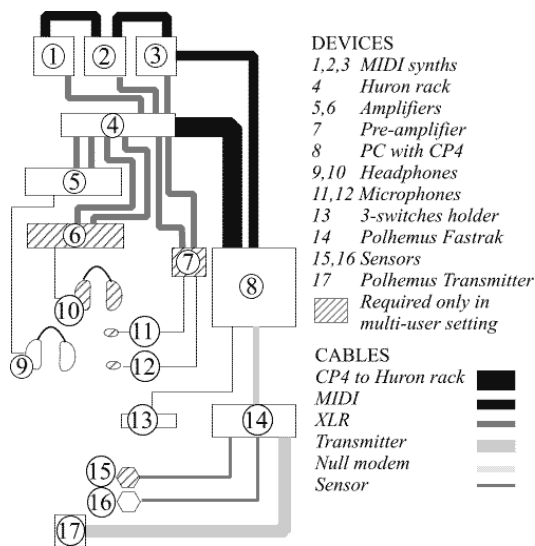 1
2
3
4
5
6
7
8
10
9
11
12
13
14
15
16
17
DEVICES
1,2,3 MIDI synths
4 Huron rack
5,6 Amplifiers
7 Pre-amplifier
8 PC with CP4
9,10 Headphones
11,12 Microphones
13 3-switches holder
14 Polhemus Fastrak
15,16 Sensors
17 Polhemus Transmitter
Required only in
multi-user setting
CABLES
CP4 to Huron rack
MIDI
XLR
Transmitter
Null modem
Sensor